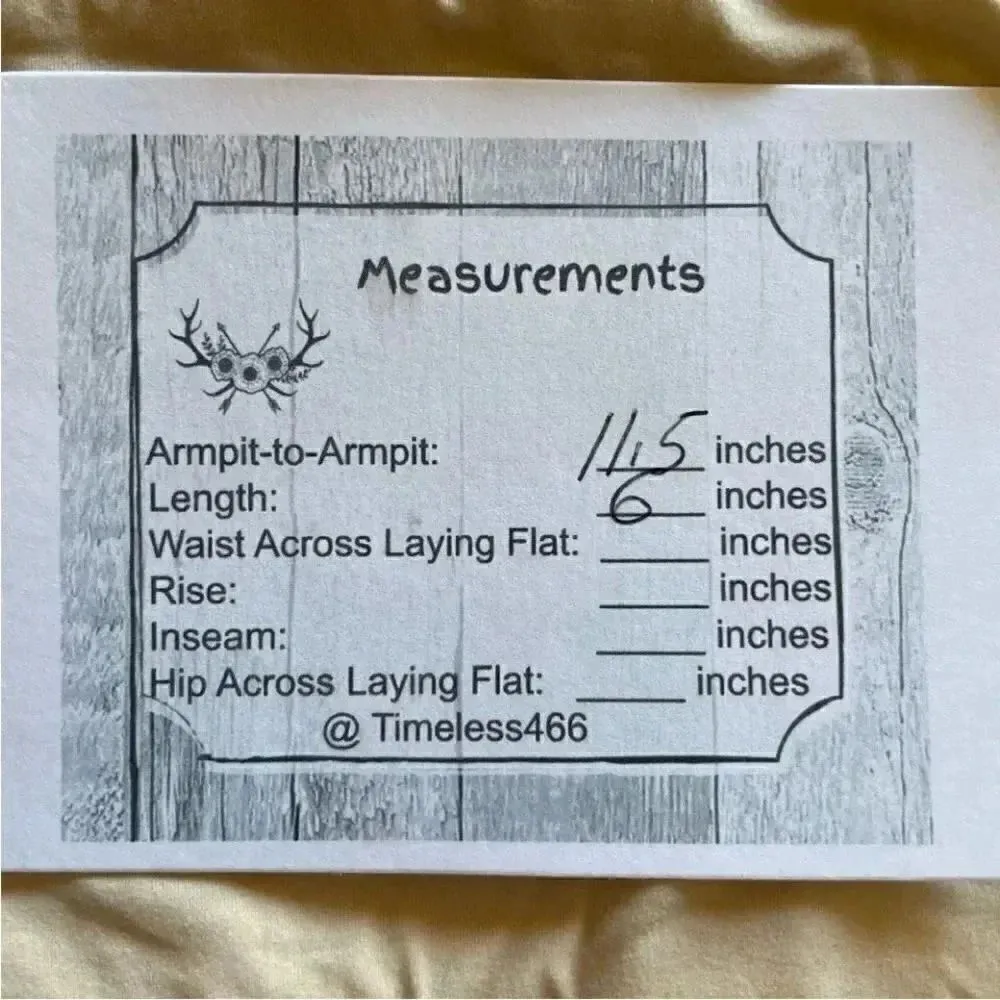 Measurements
Armpit-to-Armpit: 11.5 inches
Length: 6 inches
Waist Across Laying Flat: ______ inches
Rise: ______ inches
Inseam: ______ inches
Hip Across Laying Flat: ______ inches
@ Timeless466